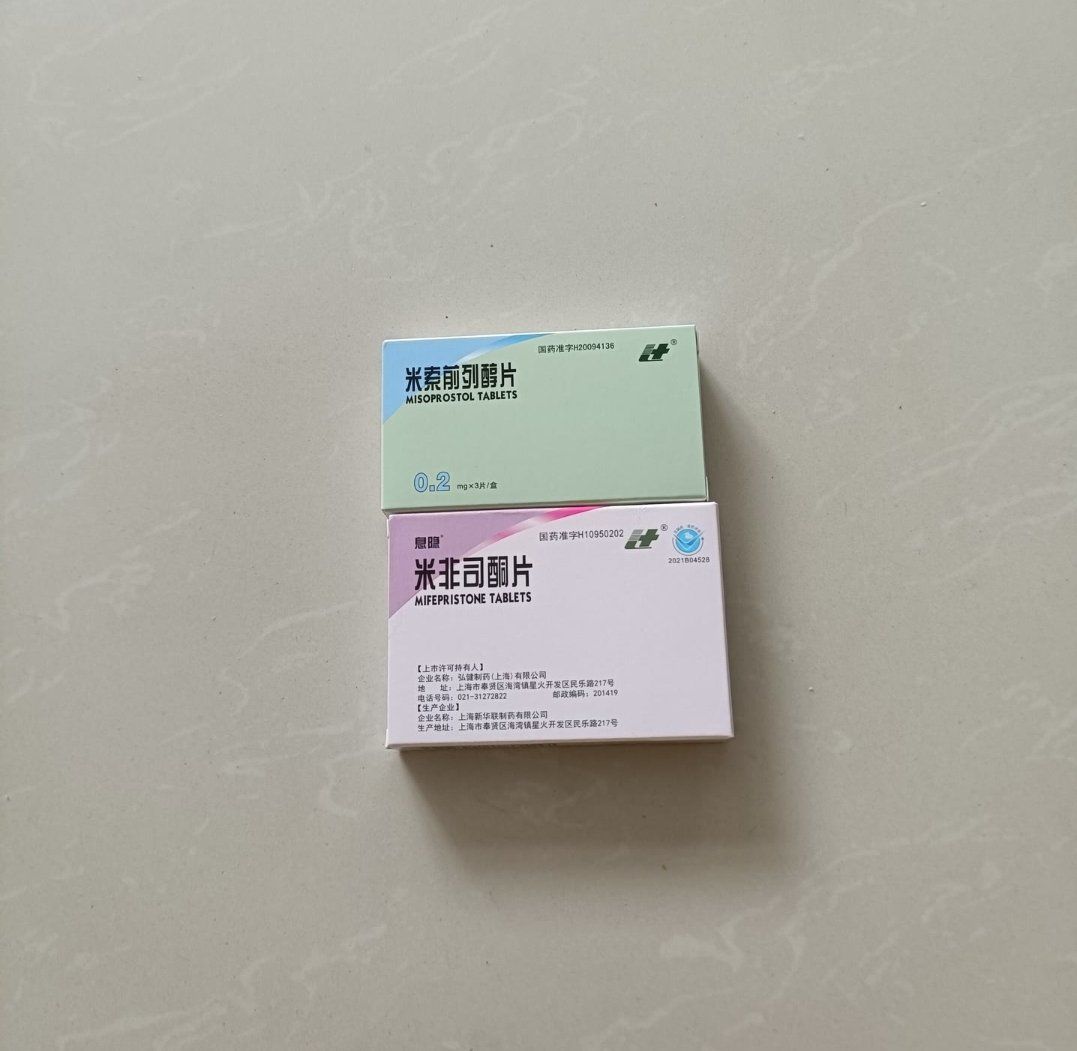 国药准字H20094136
米索前列醇片
MISOPROSTOL TABLETS
0.2 mg×3片/盒
息隐
国药准字H10950202
2021B04528
米非司酮片
MIFEPRISTONE TABLETS
【上市许可持有人】
企业名称：弘健制药(上海)有限公司
地 址：上海市奉贤区海湾镇星火开发区民乐路217号
电话号码：021-31272822 邮政编码：201419
【生产企业】
企业名称：上海新华联制药有限公司
生产地址：上海市奉贤区海湾镇星火开发区民乐路217号